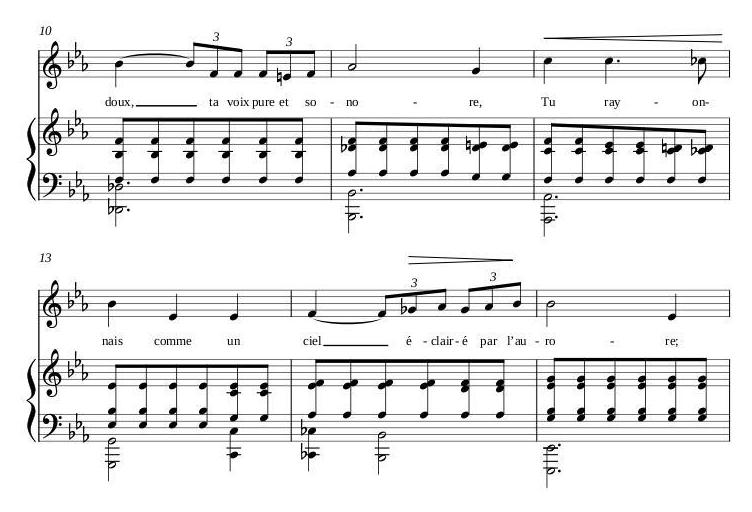 10
3 3
doux, ta voix pure et so - no - re, Tu ray - on-
13
3 3
nais comme un ciel é - clair - é par l'au - ro - re;